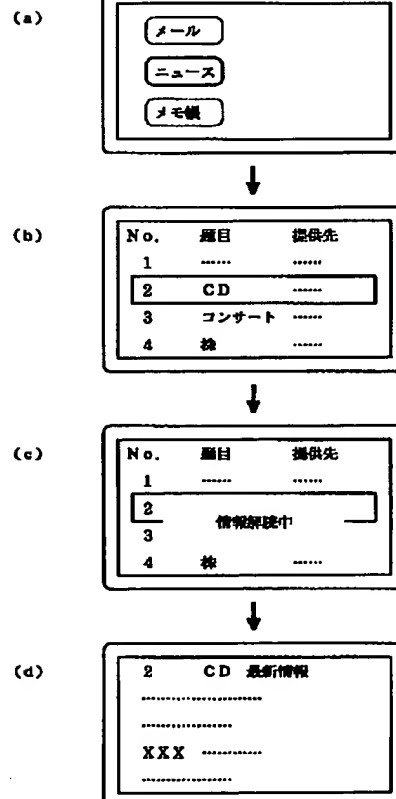 (a)
メール
ニュース
メモ帳
(b)
No. 題目 提供先
1 ……  ……
2 CD ……
3 コンサート ……
4 株 ……
(c)
No. 題目 提供先
1 …… ……
2
情報解読中
3
4 株 ……
(d)
2 CD 最新情報
…………………
……………
XXX …………
……………